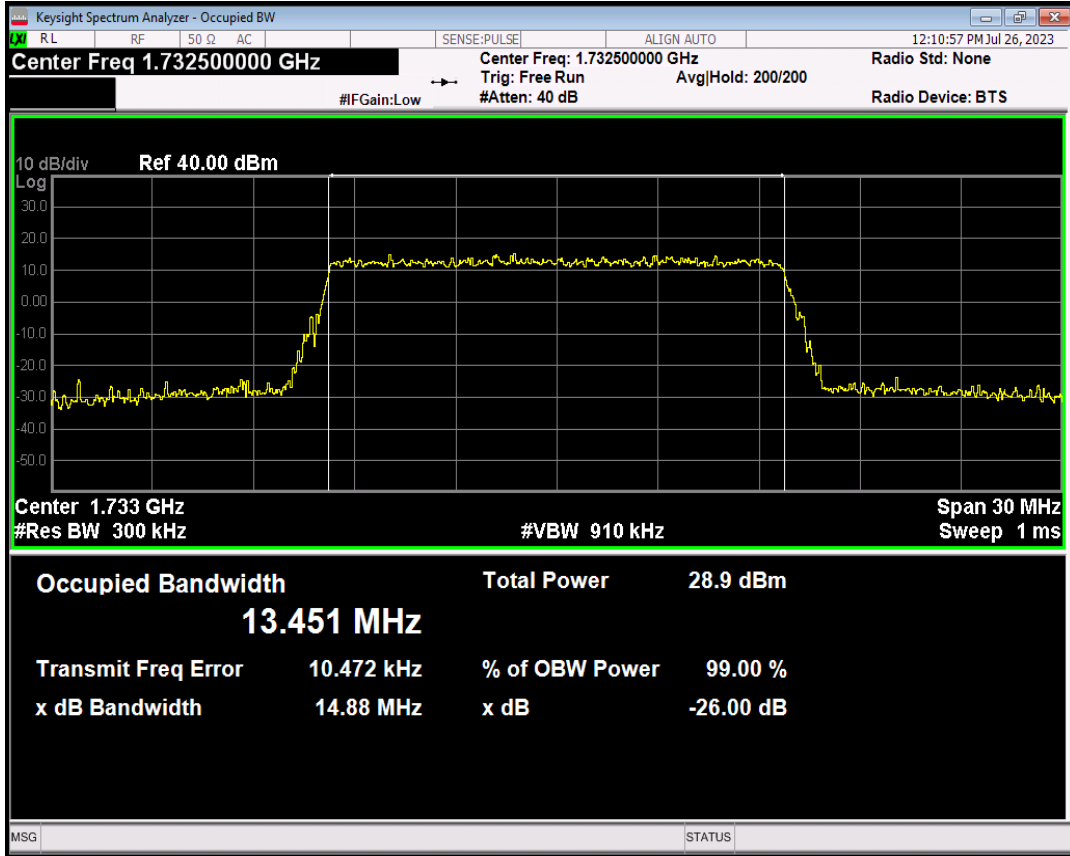 Keysight Spectrum Analyzer - Occupied BW
LXI RL RF 50 Ω AC SENSE:PULSE ALIGN AUTO 12:10:57 PM Jul 26, 2023
Center Freq 1.732500000 GHz Center Freq: 1.732500000 GHz Radio Std: None
Trig: Free Run Avg|Hold: 200/200
#IFGain:Low #Atten: 40 dB Radio Device: BTS
10 dB/div Ref 40.00 dBm
Log
30.0
20.0
10.0
0.00
-10.0
-20.0
-30.0
-40.0
-50.0
Center 1.733 GHz Span 30 MHz
#Res BW 300 kHz #VBW 910 kHz Sweep 1 ms
Occupied Bandwidth Total Power 28.9 dBm
13.451 MHz
Transmit Freq Error 10.472 kHz % of OBW Power 99.00 %
x dB Bandwidth 14.88 MHz x dB -26.00 dB
MSG STATUS